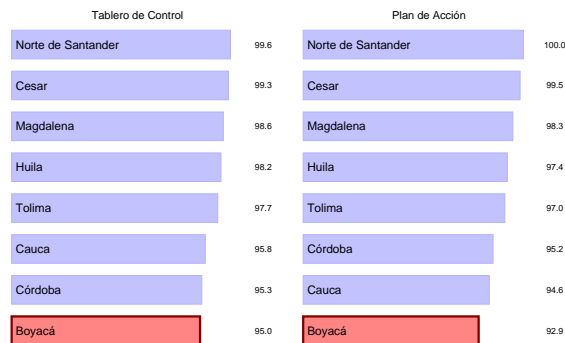 Tablero de Control
Norte de Santander 99.6
Cesar 99.3
Magdalena 98.6
Huila 98.2
Tolima 97.7
Cauca 95.8
Córdoba 95.3
Boyacá 95.0
Plan de Acción
Norte de Santander 100.0
Cesar 99.5
Magdalena 98.3
Huila 97.4
Tolima 97.0
Córdoba 95.2
Cauca 94.6
Boyacá 92.9